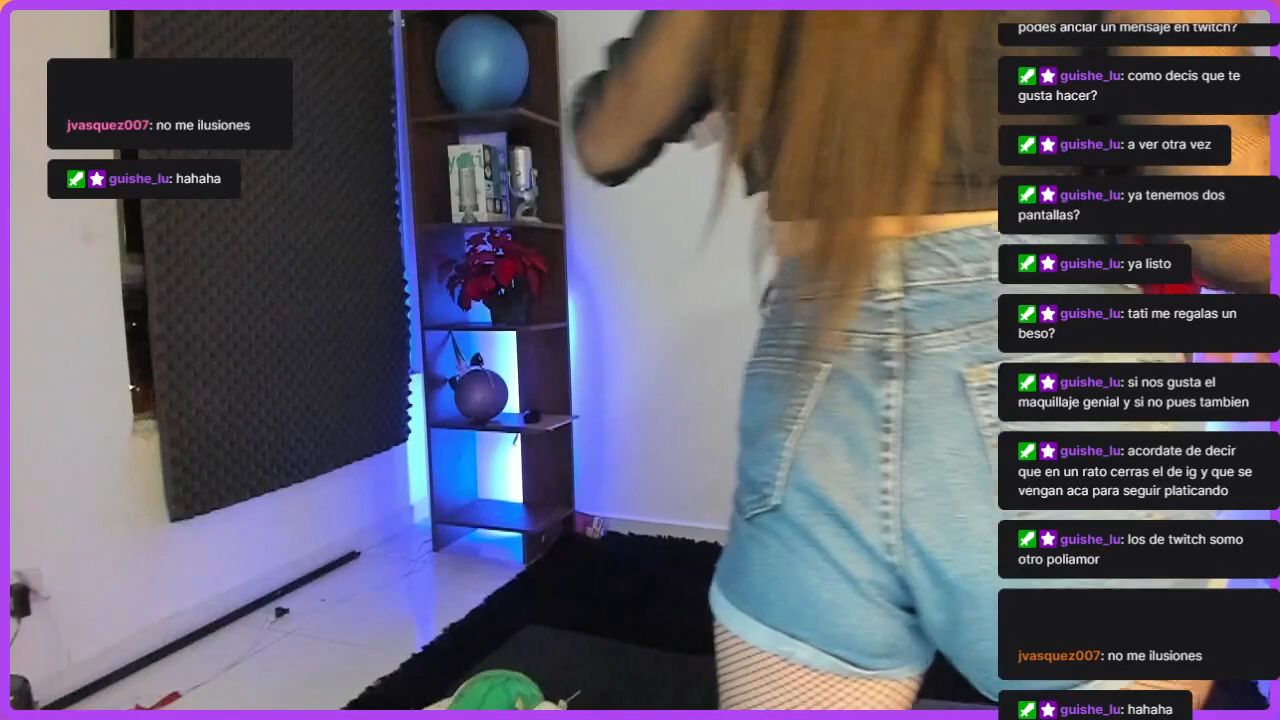 jvasquez007: no me ilusiones
guishe_lu: hahaha
podes anclar un mensaje en twitch?
guishe_lu: como decis que te
gusta hacer?
guishe_lu: a ver otra vez
guishe_lu: ya tenemos dos
pantallas?
guishe_lu: ya listo
guishe_lu: tati me regalas un
beso?
guishe_lu: si nos gusta el
maquillaje genial y si no pues tambien
guishe_lu: acordate de decir
que en un rato cerras el de ig y que se
vengan aca para seguir platicando
guishe_lu: los de twitch somo
otro poliamor
jvasquez007: no me ilusiones
guishe_lu: hahaha